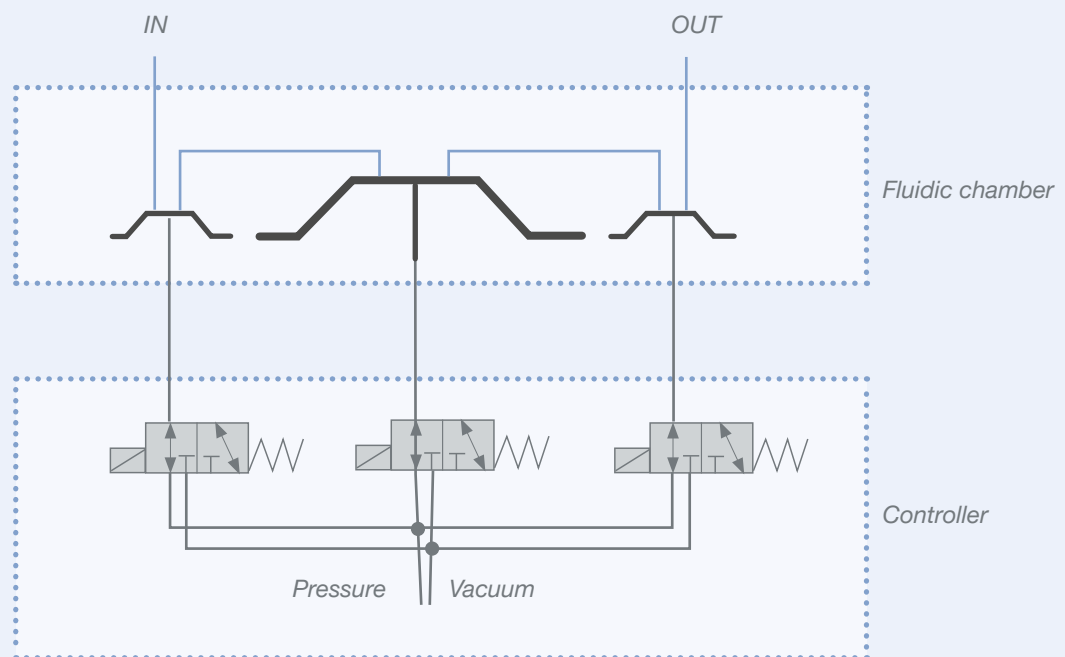 IN
OUT
Fluidic chamber
Controller
Pressure
Vacuum